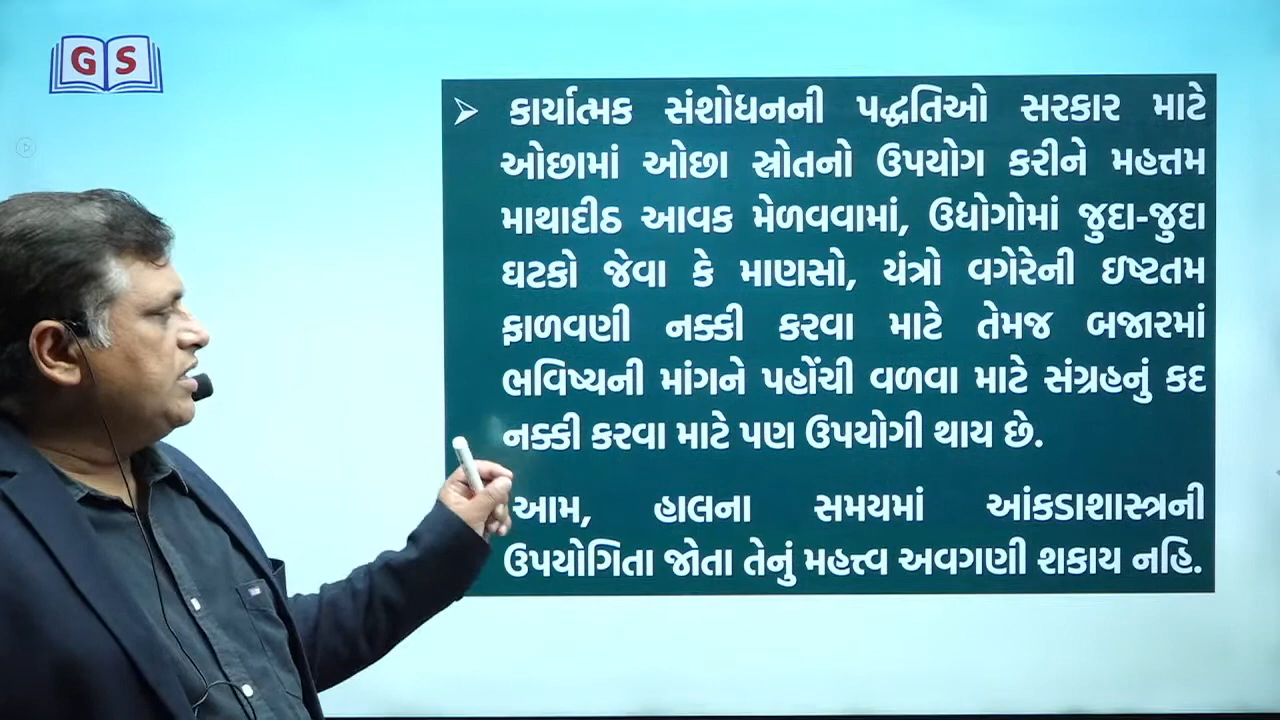 GS
કાર્યાત્મક સંશોધનની પદ્ધતિઓ સરકાર માટે
ઓછામાં ઓછા સ્રોતનો ઉપયોગ કરીને મહત્તમ
માથાદીઠ આવક મેળવવામાં, ઉદ્યોગોમાં જુદા-જુદા
ઘટકો જેવા કે માણસો, યંત્રો વગેરેની ઇષ્ટતમ
ફાળવણી નક્કી કરવા માટે તેમજ બજારમાં
ભવિષ્યની માંગને પહોંચી વળવા માટે સંગ્રહનું કદ
નક્કી કરવા માટે પણ ઉપયોગી થાય છે.
આમ, હાલના સમયમાં આંકડાશાસ્ત્રની
ઉપયોગિતા જોતા તેનું મહત્ત્વ અવગણી શકાય નહિ.